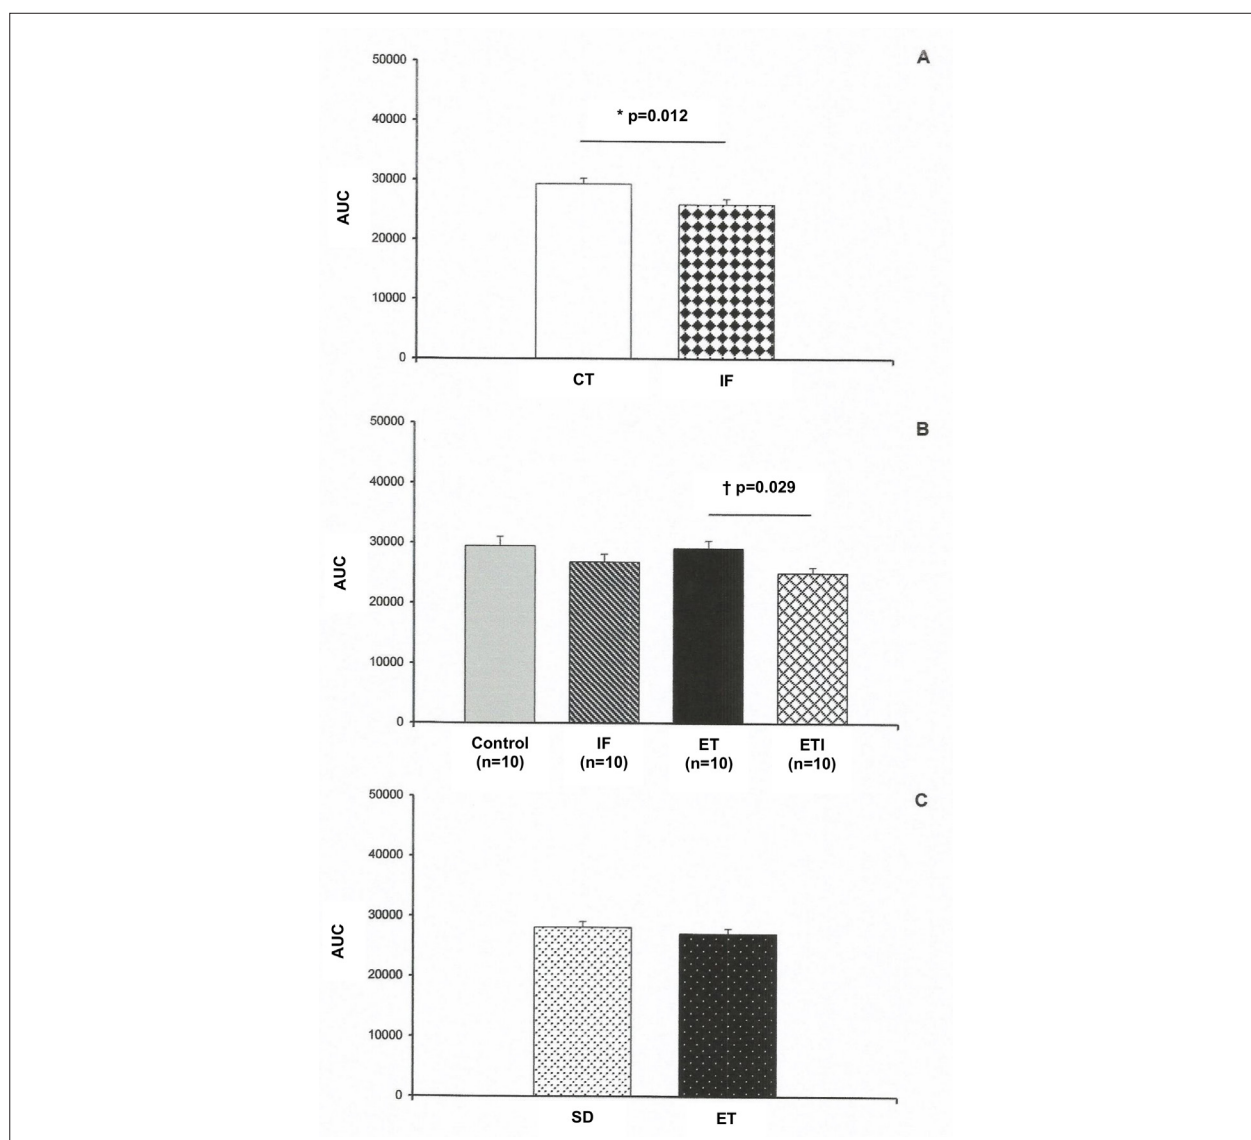 A
50000
40000
30000
20000
10000
0
AUC
* p=0.012
CT IF
B
50000
40000
30000
20000
10000
0
AUC
† p=0.029
Control IF ET ETI
(n=10) (n=10) (n=10) (n=10)
C
50000
40000
30000
20000
10000
0
AUC
SD ET